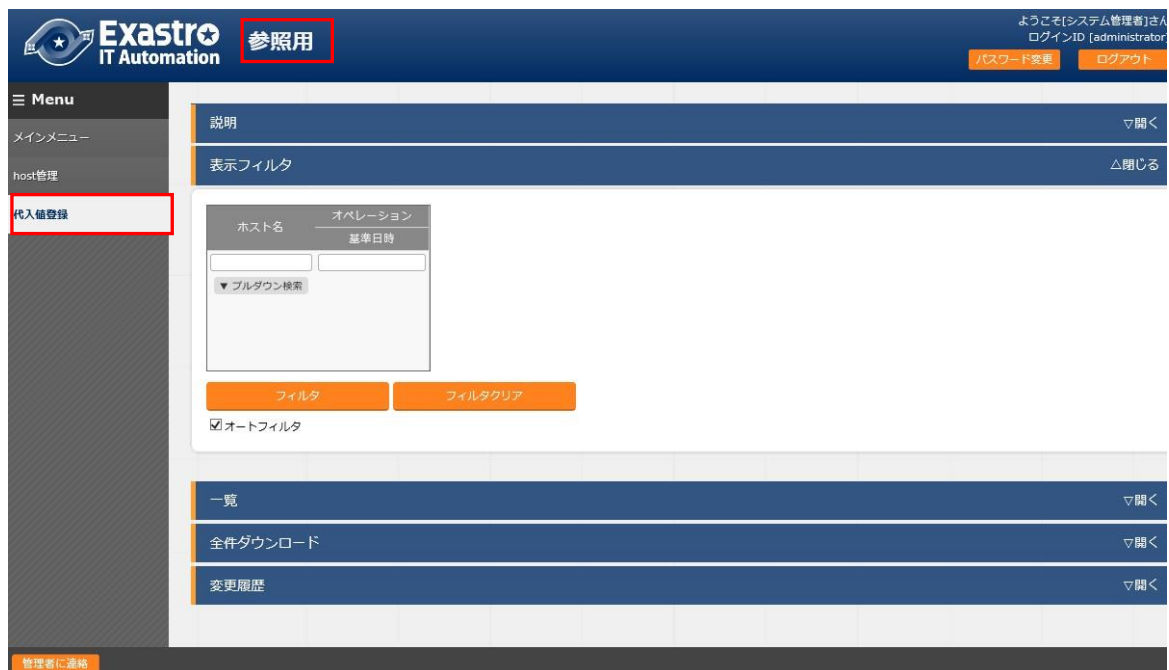 Exastro
IT Automation
参照用
ようこそ[システム管理者]さん
ログインID [administrator]
パスワード変更
ログアウト
Menu
メインメニュー
host管理
代入値登録
説明
▽開く
表示フィルタ
△閉じる
ホスト名
オペレーション
基準日時
▼ プルダウン検索
フィルタ
フィルタクリア
オートフィルタ
一覧
▽開く
全件ダウンロード
▽開く
変更履歴
▽開く
管理者に連絡